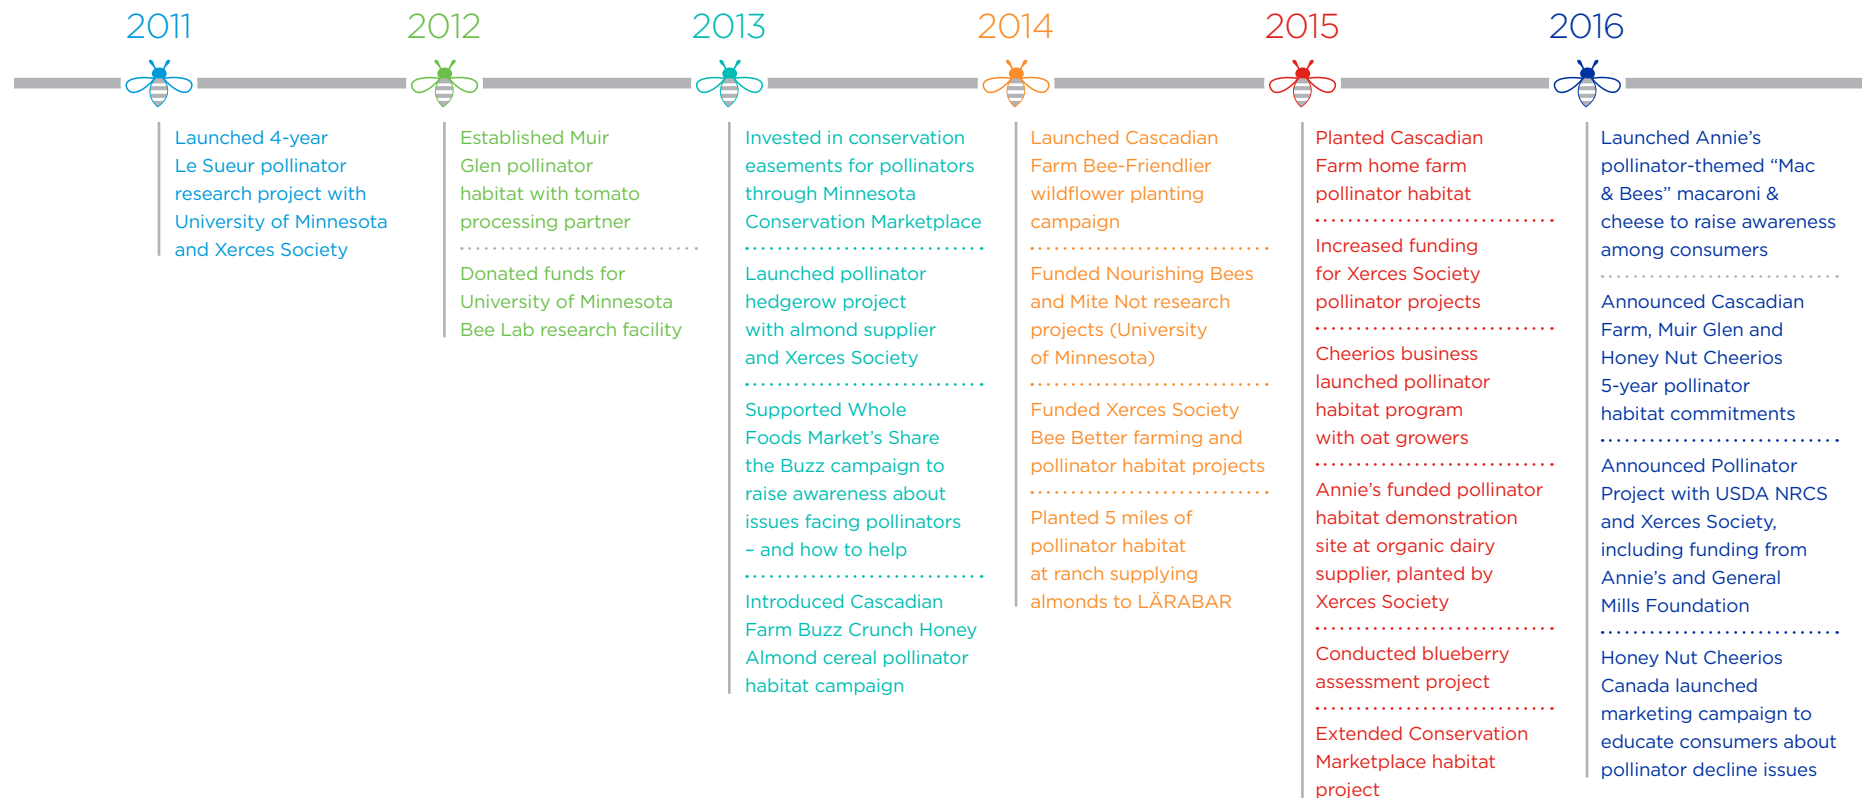 2011
Launched 4-year
Le Sueur pollinator
research project with
University of Minnesota
and Xerces Society
2012
Established Muir
Glen pollinator
habitat with tomato
processing partner
Donated funds for
University of Minnesota
Bee Lab research facility
2013
Invested in conservation
easements for pollinators
through Minnesota
Conservation Marketplace
Launched pollinator
hedgerow project
with almond supplier
and Xerces Society
Supported Whole
Foods Market’s Share
the Buzz campaign to
raise awareness about
issues facing pollinators
– and how to help
Introduced Cascadian
Farm Buzz Crunch Honey
Almond cereal pollinator
habitat campaign
2014
Launched Cascadian
Farm Bee-Friendlier
wildflower planting
campaign
Funded Nourishing Bees
and Mite Not research
projects (University
of Minnesota)
Funded Xerces Society
Bee Better farming and
pollinator habitat projects
Planted 5 miles of
pollinator habitat
at ranch supplying
almonds to LÄRABAR
2015
Planted Cascadian
Farm home farm
pollinator habitat
Increased funding
for Xerces Society
pollinator projects
Cheerios business
launched pollinator
habitat program
with oat growers
Annie’s funded pollinator
habitat demonstration
site at organic dairy
supplier, planted by
Xerces Society
Conducted blueberry
assessment project
Extended Conservation
Marketplace habitat
project
2016
Launched Annie’s
pollinator-themed “Mac
& Bees” macaroni &
cheese to raise awareness
among consumers
Announced Cascadian
Farm, Muir Glen and
Honey Nut Cheerios
5-year pollinator
habitat commitments
Announced Pollinator
Project with USDA NRCS
and Xerces Society,
including funding from
Annie’s and General
Mills Foundation
Honey Nut Cheerios
Canada launched
marketing campaign to
educate consumers about
pollinator decline issues